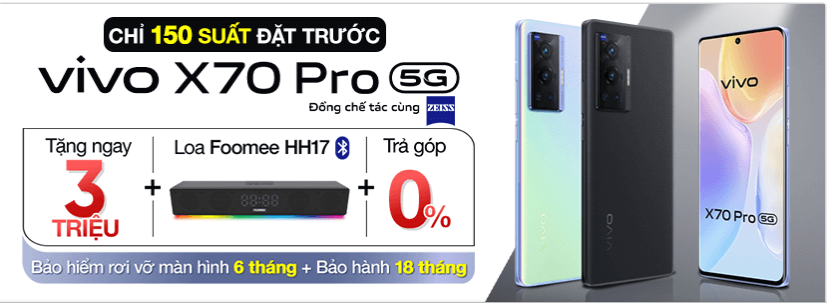 CHỈ 150 SUẤT ĐẶT TRƯỚC
vivo X70 Pro 5G
Đồng chế tác cùng ZEISS
Tặng ngay
3
TRIỆU
+
Loa Foomee HH17
+
Trả góp
0%
Bảo hiểm rơi vỡ màn hình 6 tháng + Bảo hành 18 tháng
vivo
vivo
vivo
X70 Pro 5G